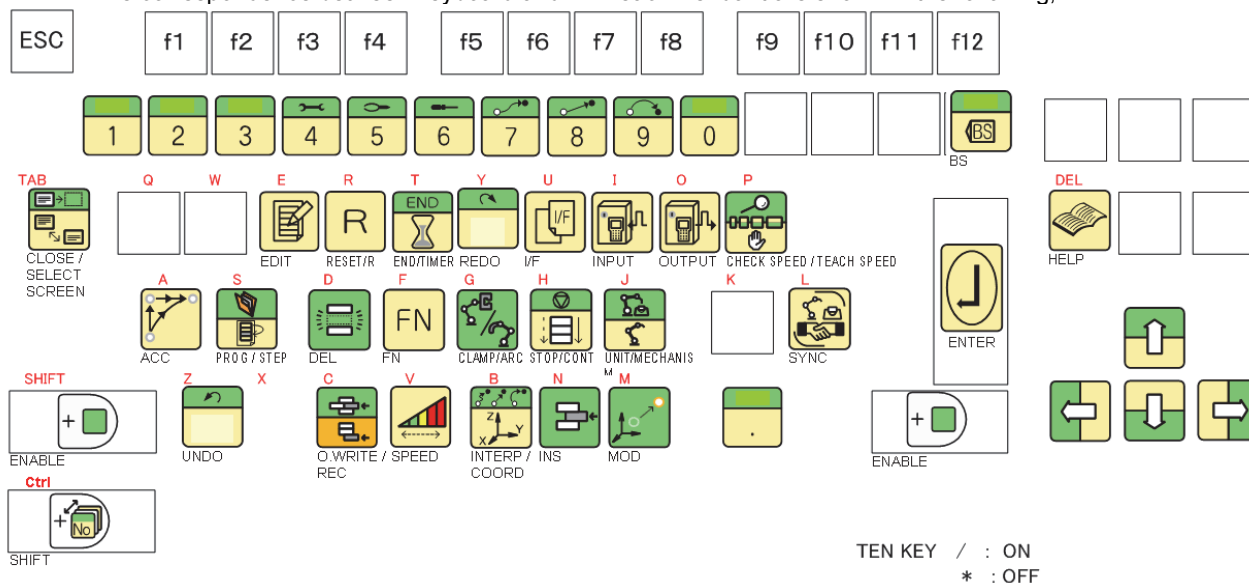 ESC f1 f2 f3 f4 f5 f6 f7 f8 f9 f10 f11 f12
1 2 3 4 5 6 7 8 9 0 BS
BS
TAB Q W E R T Y U I O P DEL
R END I/F
CLOSE / SELECT SCREEN EDIT RESET/R END/TIMER REDO I/F INPUT OUTPUT CHECK SPEED / TEACH SPEED HELP
A S D F G H J K L
FN
ACC PROG / STEP DEL FN CLAMP/ARC STOP/CONT UNIT/MECHANISM SYNC ENTER
SHIFT Z X C V B N M
+ Z X Y . +
ENABLE UNDO O.WRITE / REC SPEED INTERP / COORD INS MOD ENABLE
Ctrl
+ No
SHIFT
TEN KEY / : ON
* : OFF